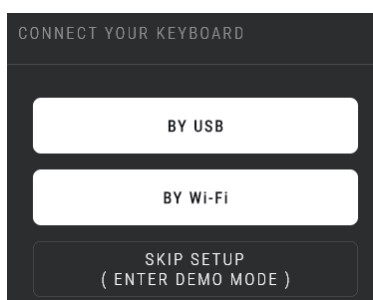 CONNECT YOUR KEYBOARD
BY USB
BY Wi-Fi
SKIP SETUP
( ENTER DEMO MODE )